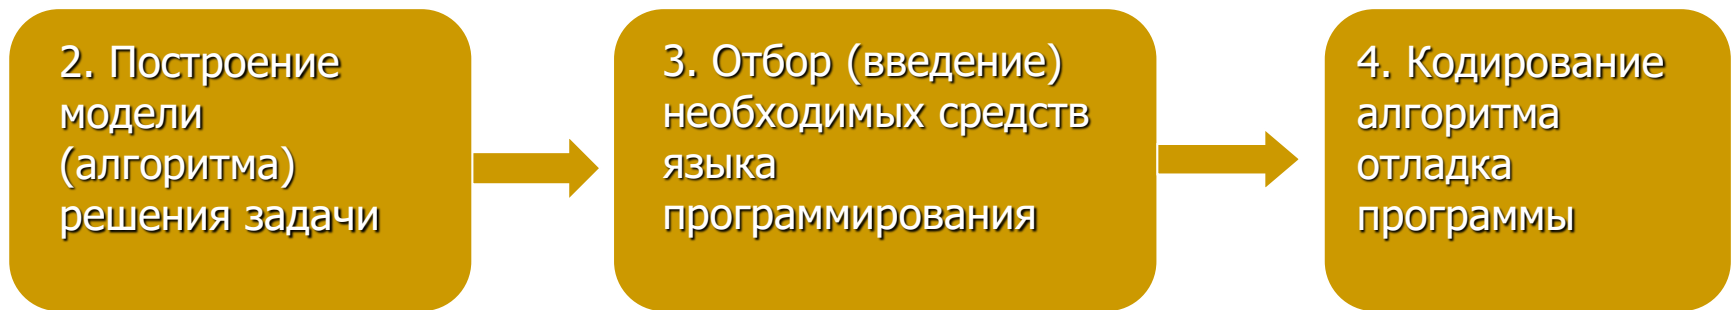 2. Построение
модели
(алгоритма)
решения задачи
3. Отбор (введение)
необходимых средств
языка
программирования
4. Кодирование
алгоритма
отладка
программы